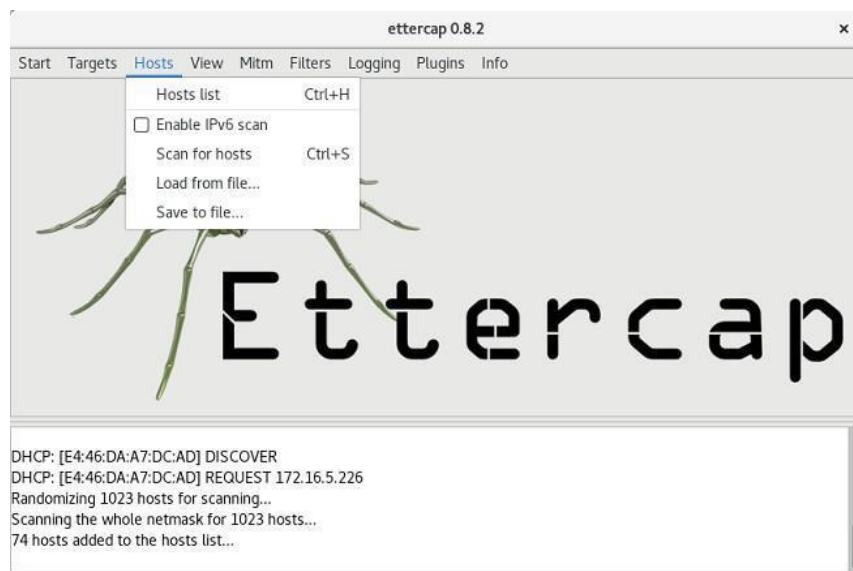 ettercap 0.8.2 ×
Start Targets Hosts View Mitm Filters Logging Plugins Info
Hosts list Ctrl+H
Enable IPv6 scan
Scan for hosts Ctrl+S
Load from file...
Save to file...
Ettercap
DHCP: [E4:46:DA:A7:DC:AD] DISCOVER
DHCP: [E4:46:DA:A7:DC:AD] REQUEST 172.16.5.226
Randomizing 1023 hosts for scanning...
Scanning the whole netmask for 1023 hosts...
74 hosts added to the hosts list...